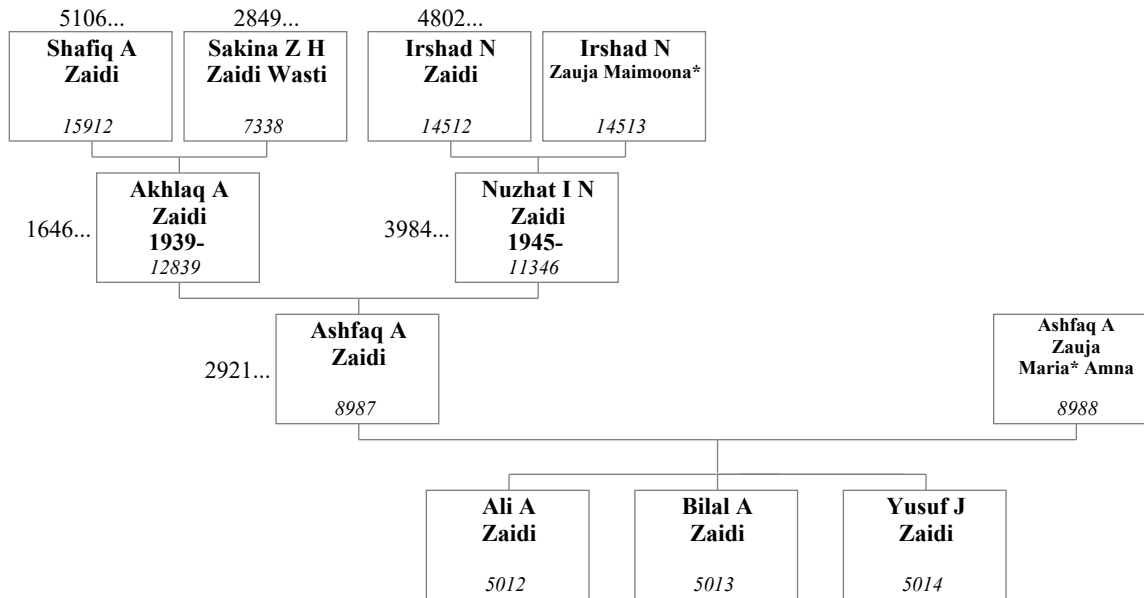 5106...
2849...
4802...
Shafiq A
Zaidi
15912
Sakina Z H
Zaidi Wasti
7338
Irshad N
Zaidi
14512
Irshad N
Zauja Maimoona*
14513
1646...
Akhlaq A
Zaidi
1939-
12839
3984...
Nuzhat I N
Zaidi
1945-
11346
2921...
Ashfaq A
Zaidi
8987
Ashfaq A
Zauja
Maria* Amna
8988
Ali A
Zaidi
5012
Bilal A
Zaidi
5013
Yusuf J
Zaidi
5014